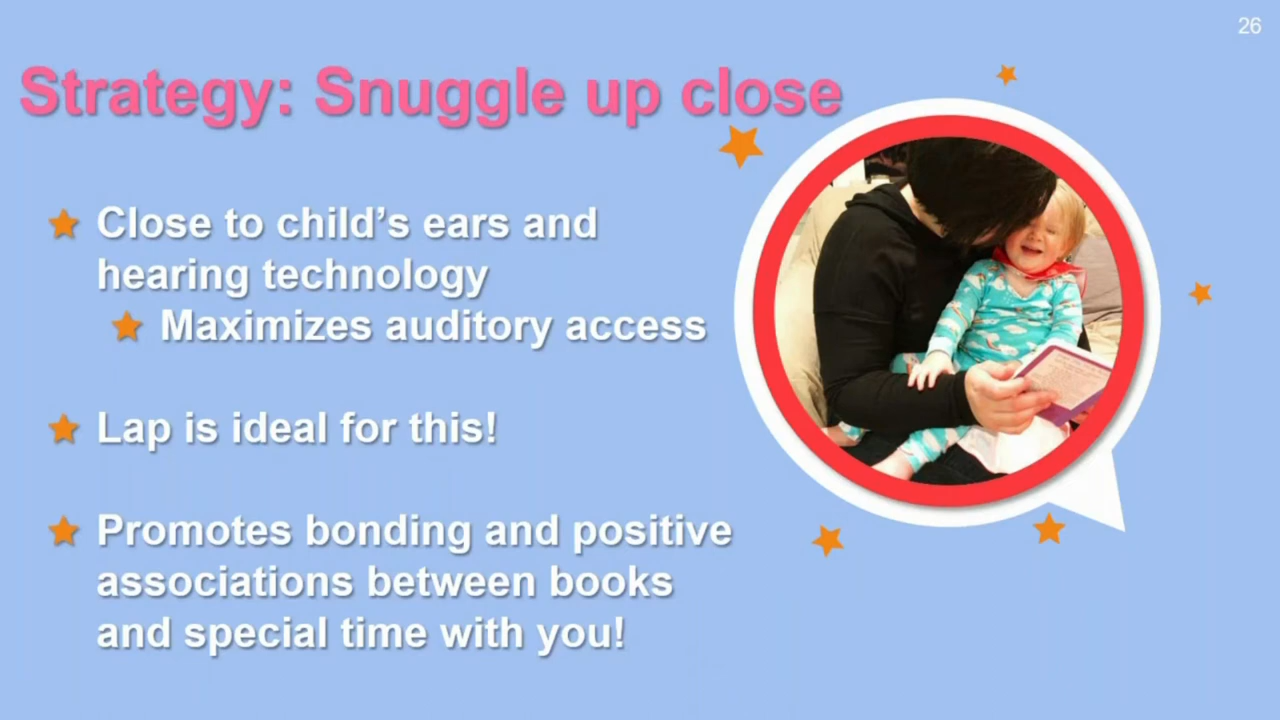 26
Strategy: Snuggle up close
Close to child’s ears and
hearing technology
Maximizes auditory access
Lap is ideal for this!
Promotes bonding and positive
associations between books
and special time with you!